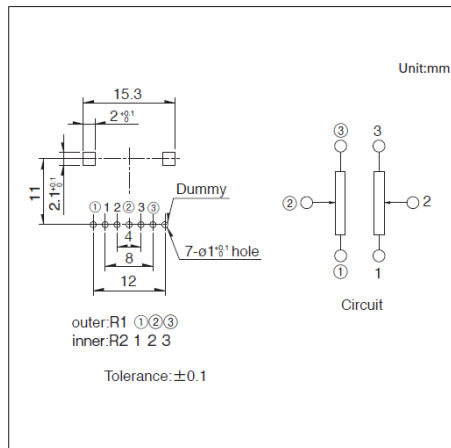 Unit:mm
15.3
2+0.1 0
③ 3
11
2.1+0.1 0
② 2
① 1 2 ② 3 ③
Dummy
4
7-ø1+0.1 0 hole
8
① 1
12
Circuit
outer:R1 ①②③
inner:R2 1 2 3
Tolerance:±0.1